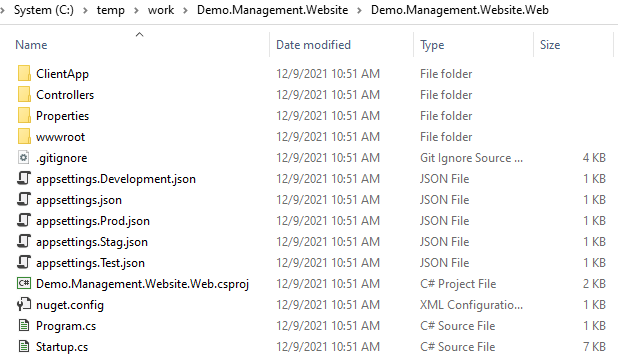 System (C:) > temp > work > Demo.Management.Website > Demo.Management.Website.Web
Name Date modified Type Size
ClientApp 12/9/2021 10:51 AM File folder
Controllers 12/9/2021 10:51 AM File folder
Properties 12/9/2021 10:51 AM File folder
wwwroot 12/9/2021 10:51 AM File folder
.gitignore 12/9/2021 10:51 AM Git Ignore Source ... 4 KB
appsettings.Development.json 12/9/2021 10:51 AM JSON File 1 KB
appsettings.json 12/9/2021 10:51 AM JSON File 1 KB
appsettings.Prod.json 12/9/2021 10:51 AM JSON File 1 KB
appsettings.Stag.json 12/9/2021 10:51 AM JSON File 1 KB
appsettings.Test.json 12/9/2021 10:51 AM JSON File 1 KB
Demo.Management.Website.Web.csproj 12/9/2021 10:51 AM C# Project File 2 KB
nuget.config 12/9/2021 10:51 AM XML Configuratio... 1 KB
Program.cs 12/9/2021 10:51 AM C# Source File 1 KB
Startup.cs 12/9/2021 10:51 AM C# Source File 7 KB